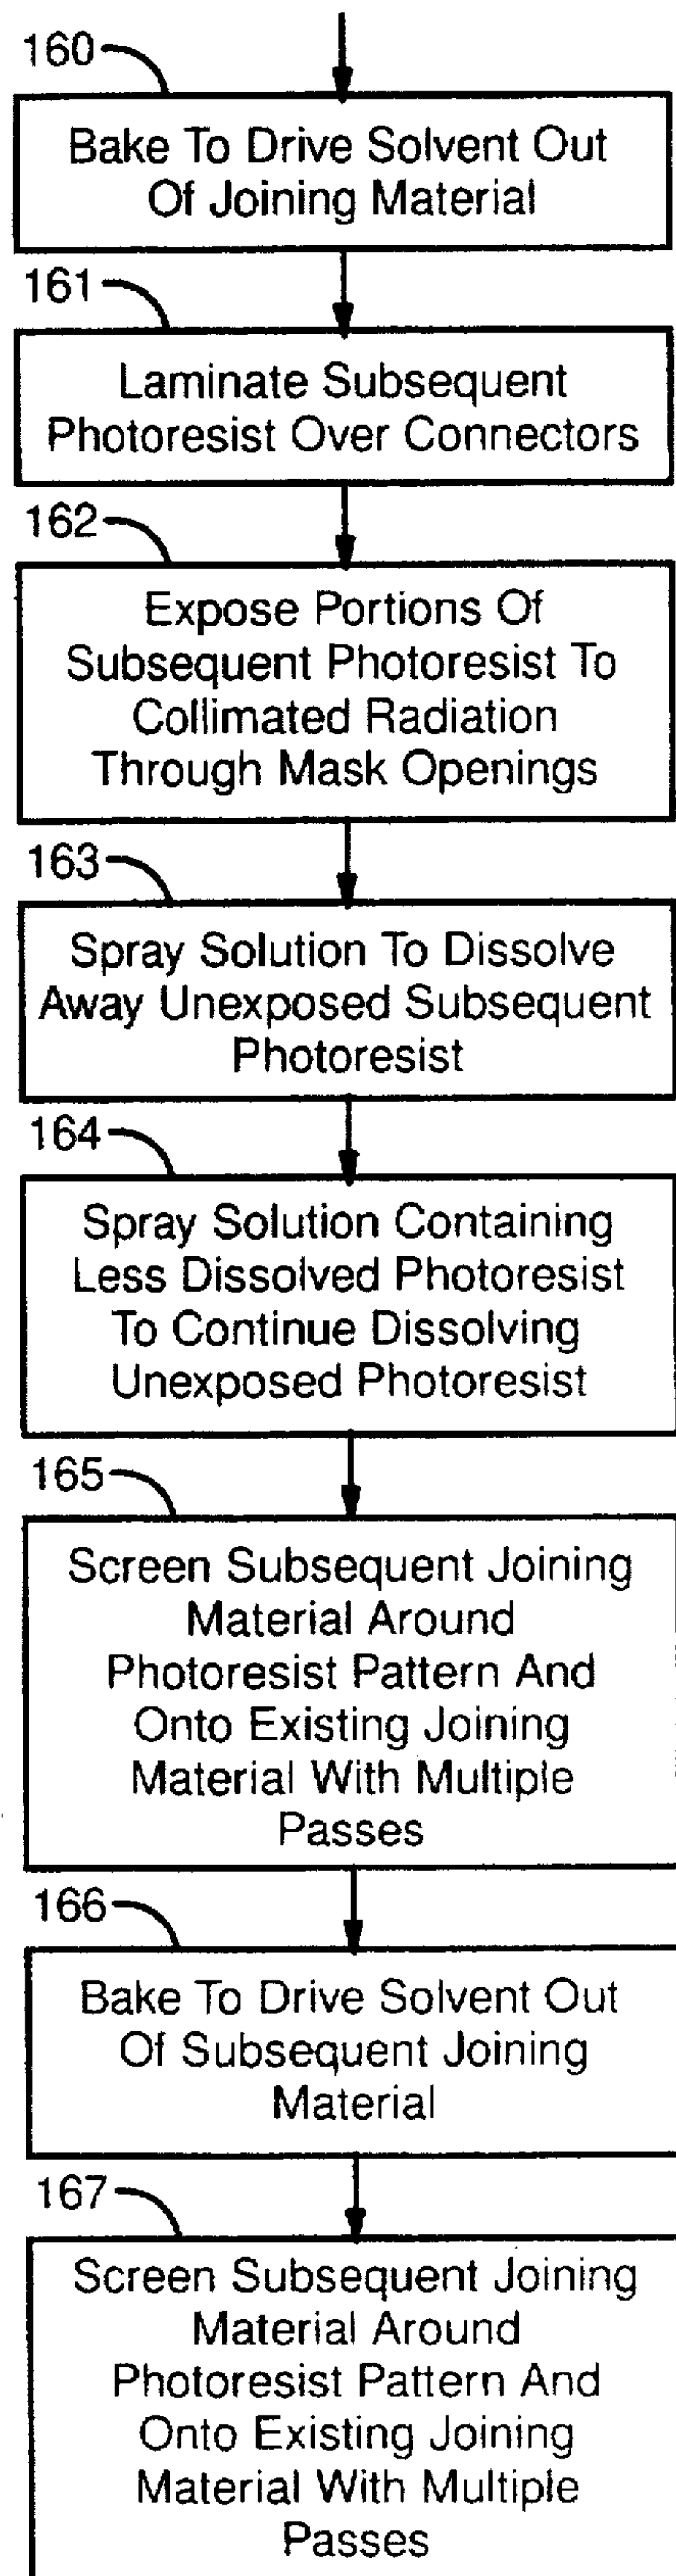 160
Bake To Drive Solvent Out
Of Joining Material
161
Laminate Subsequent
Photoresist Over Connectors
162
Expose Portions Of
Subsequent Photoresist To
Collimated Radiation
Through Mask Openings
163
Spray Solution To Dissolve
Away Unexposed Subsequent
Photoresist
164
Spray Solution Containing
Less Dissolved Photoresist
To Continue Dissolving
Unexposed Photoresist
165
Screen Subsequent Joining
Material Around
Photoresist Pattern And
Onto Existing Joining
Material With Multiple
Passes
166
Bake To Drive Solvent Out
Of Subsequent Joining
Material
167
Screen Subsequent Joining
Material Around
Photoresist Pattern And
Onto Existing Joining
Material With Multiple
Passes